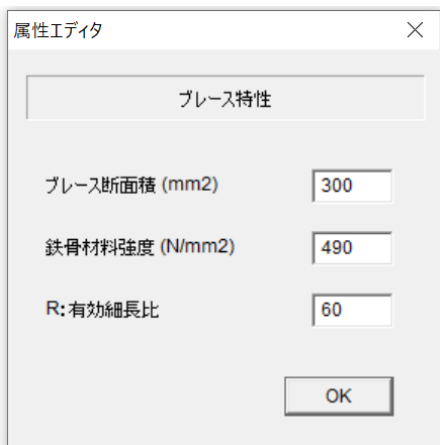 属性エディタ
ブレース特性
ブレース断面積 (mm2) 300
鉄骨材料強度 (N/mm2) 490
R:有効細長比 60
OK